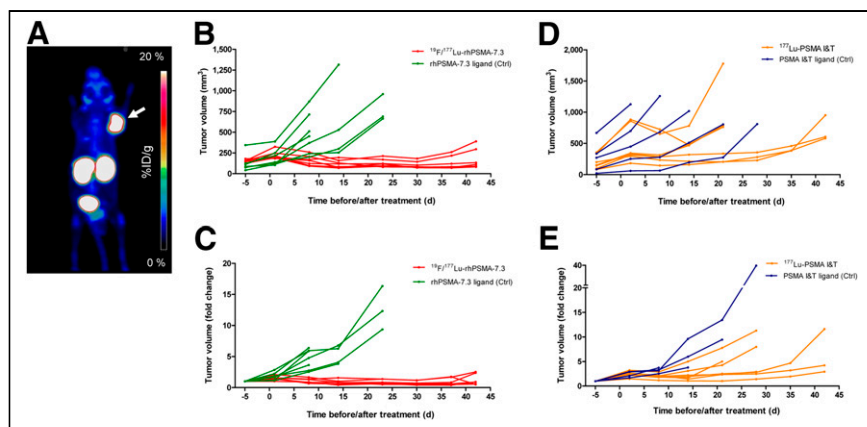 A
20 %
%ID/g
0 %
B
Tumor volume (mm³)
1,500
1,250
1,000
750
500
250
0
-5 0 5 10 15 20 25 30 35 40 45
Time before/after treatment (d)
¹⁹F/¹⁷⁷Lu-rhPSMA-7.3
rhPSMA-7.3 ligand (Ctrl)
C
Tumor volume (fold change)
20
15
10
5
0
-5 0 5 10 15 20 25 30 35 40 45
Time before/after treatment (d)
¹⁹F/¹⁷⁷Lu-rhPSMA-7.3
rhPSMA-7.3 ligand (Ctrl)
D
Tumor volume (mm³)
2,000
1,500
1,000
500
0
-5 0 5 10 15 20 25 30 35 40 45
Time before/after treatment (d)
¹⁷⁷Lu-PSMA I&T
PSMA I&T ligand (Ctrl)
E
Tumor volume (fold change)
40
20
20
15
10
5
0
-5 0 5 10 15 20 25 30 35 40 45
Time before/after treatment (d)
¹⁷⁷Lu-PSMA I&T
PSMA I&T ligand (Ctrl)